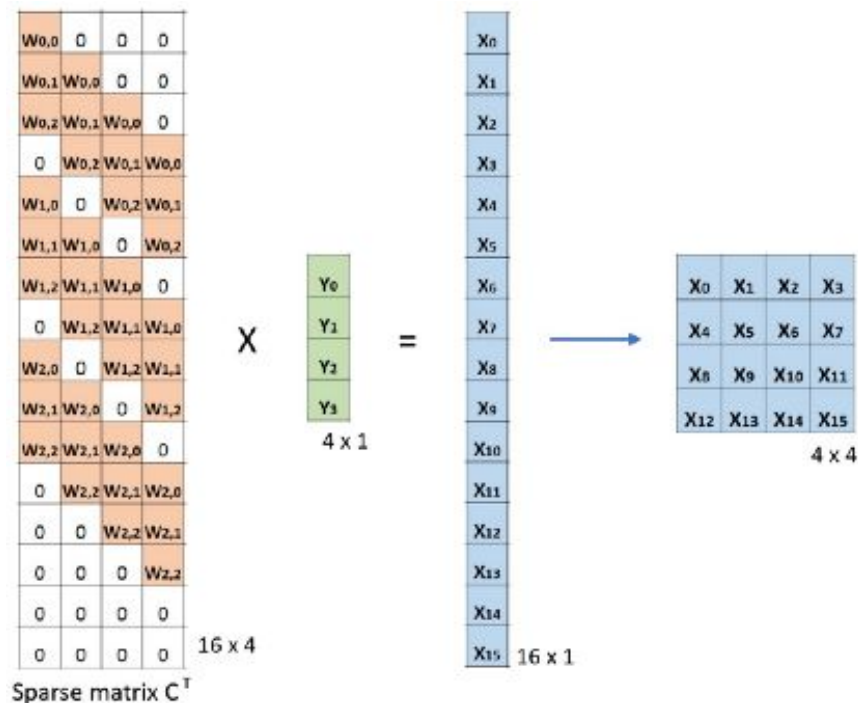 W0,0 0 0 0 X0
W0,1 W0,0 0 0 X1
W0,2 W0,1 W0,0 0 X2
0 W0,2 W0,1 W0,0 X3
W1,0 0 W0,2 W0,1 X4
W1,1 W1,0 0 W0,2 X5
W1,2 W1,1 W1,0 0 Y0 X6 X0 X1 X2 X3
0 W1,2 W1,1 W1,0 X Y1 = X7 X4 X5 X6 X7
W2,0 0 W1,2 W1,1 Y2 X8 X8 X9 X10 X11
W2,1 W2,0 0 W1,2 Y3 X9 X12 X13 X14 X15
4 x 1 4 x 4
W2,2 W2,1 W2,0 0 X10
0 W2,2 W2,1 W2,0 X11
0 0 W2,2 W2,1 X12
0 0 0 W2,2 X13
0 0 0 0 X14
0 0 0 0 16 x 4 X15 16 x 1
Sparse matrix C^T